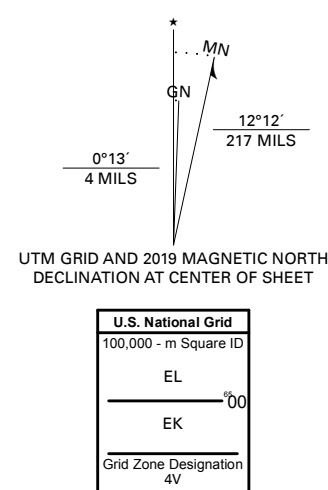 ★
MN
GN
12°12´
217 MILS
0°13´
4 MILS
UTM GRID AND 2019 MAGNETIC NORTH
DECLINATION AT CENTER OF SHEET
U.S. National Grid
100,000 - m Square ID
EL
⁶⁵00
EK
Grid Zone Designation
4V